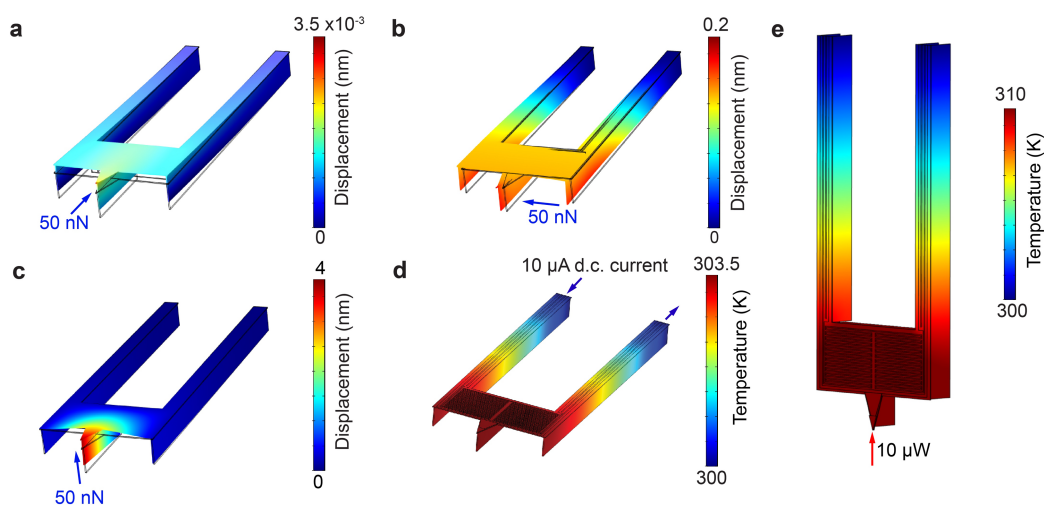 a
3.5 x10-3
Displacement (nm)
0
50 nN
b
0.2
Displacement (nm)
0
50 nN
c
4
Displacement (nm)
0
50 nN
d
10 µA d.c. current
303.5
Temperature (K)
300
e
310
Temperature (K)
300
10 µW